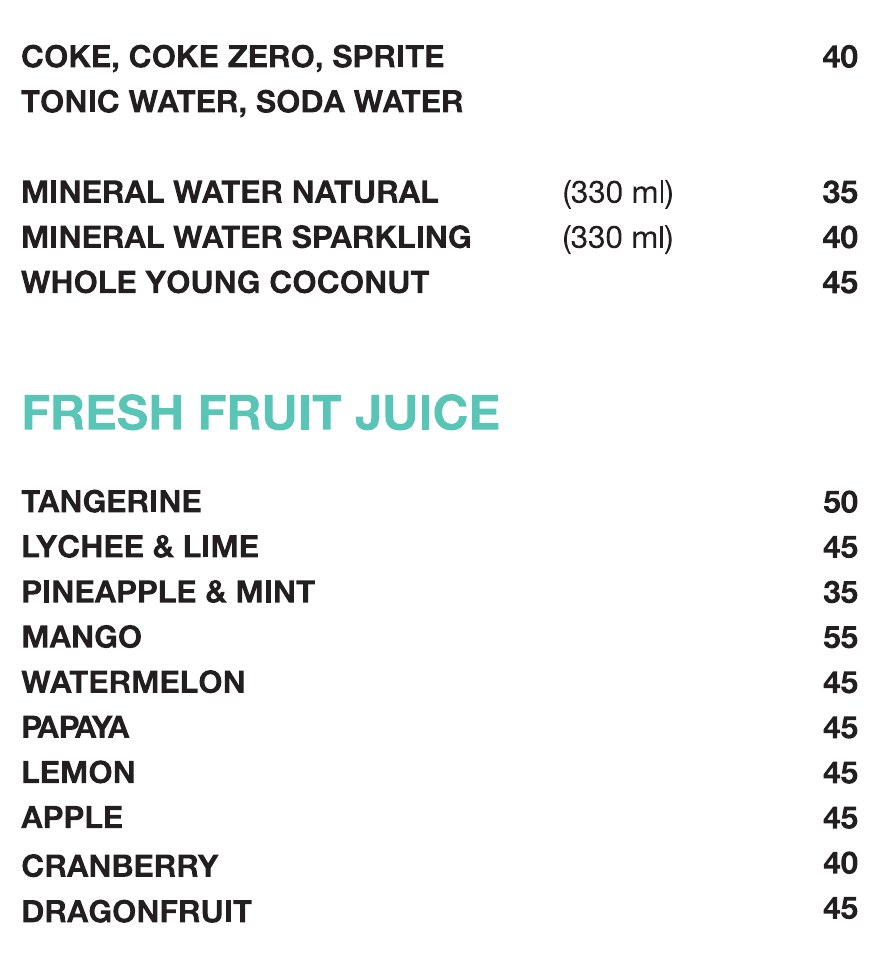 COKE, COKE ZERO, SPRITE 40
TONIC WATER, SODA WATER
MINERAL WATER NATURAL (330 ml) 35
MINERAL WATER SPARKLING (330 ml) 40
WHOLE YOUNG COCONUT 45
FRESH FRUIT JUICE
TANGERINE 50
LYCHEE & LIME 45
PINEAPPLE & MINT 35
MANGO 55
WATERMELON 45
PAPAYA 45
LEMON 45
APPLE 45
CRANBERRY 40
DRAGONFRUIT 45